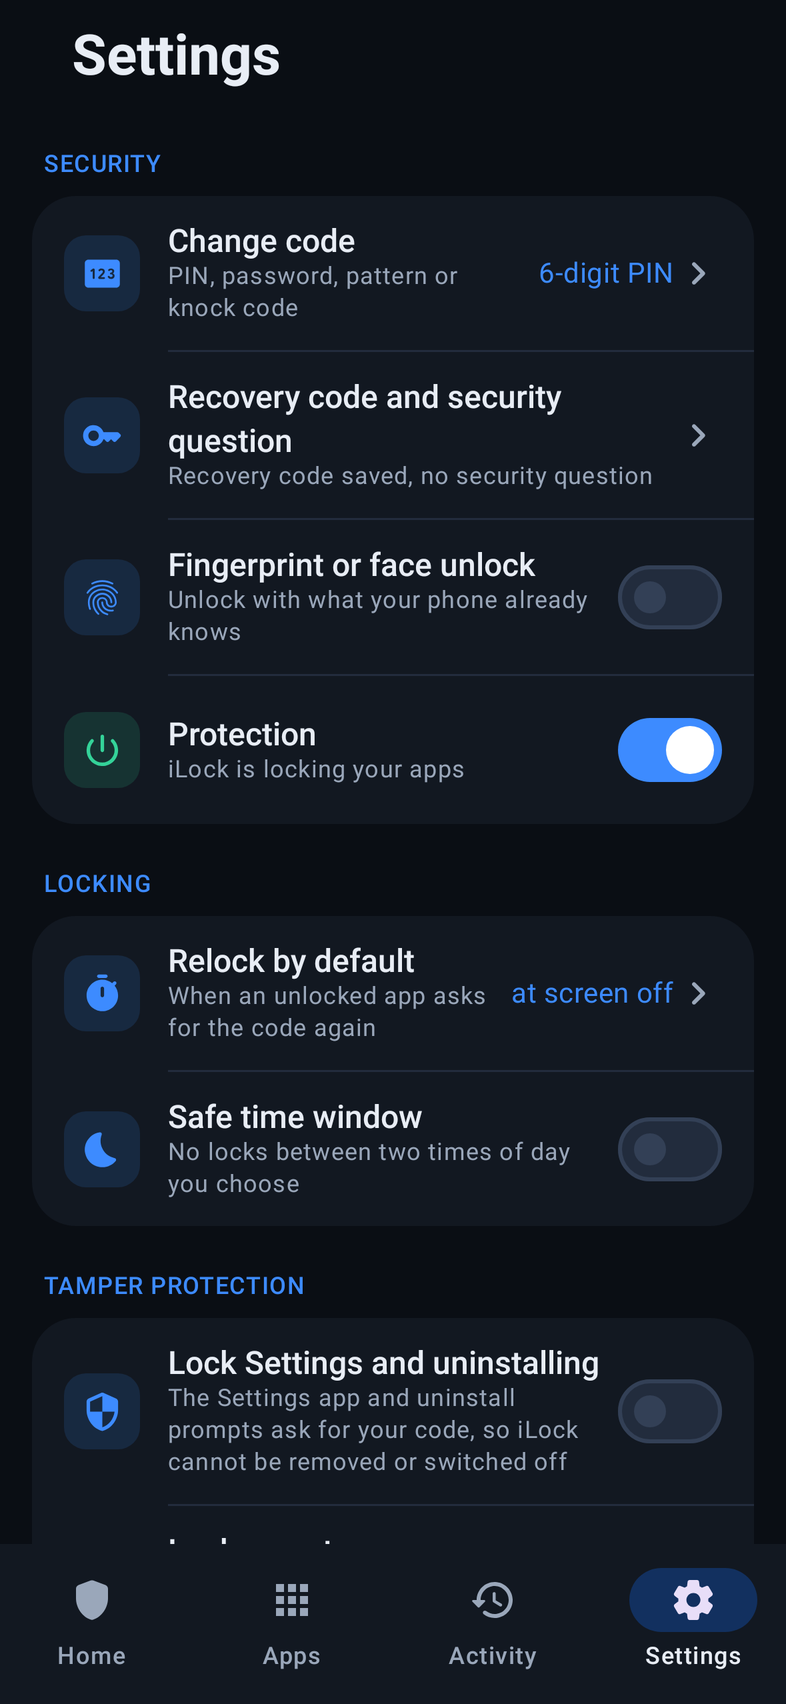 Settings
SECURITY
123
Change code
PIN, password, pattern or
knock code
6-digit PIN
Recovery code and security
question
Recovery code saved, no security question
Fingerprint or face unlock
Unlock with what your phone already
knows
Protection
iLock is locking your apps
LOCKING
Relock by default
When an unlocked app asks
for the code again
at screen off
Safe time window
No locks between two times of day
you choose
TAMPER PROTECTION
Lock Settings and uninstalling
The Settings app and uninstall
prompts ask for your code, so iLock
cannot be removed or switched off
Home
Apps
Activity
Settings